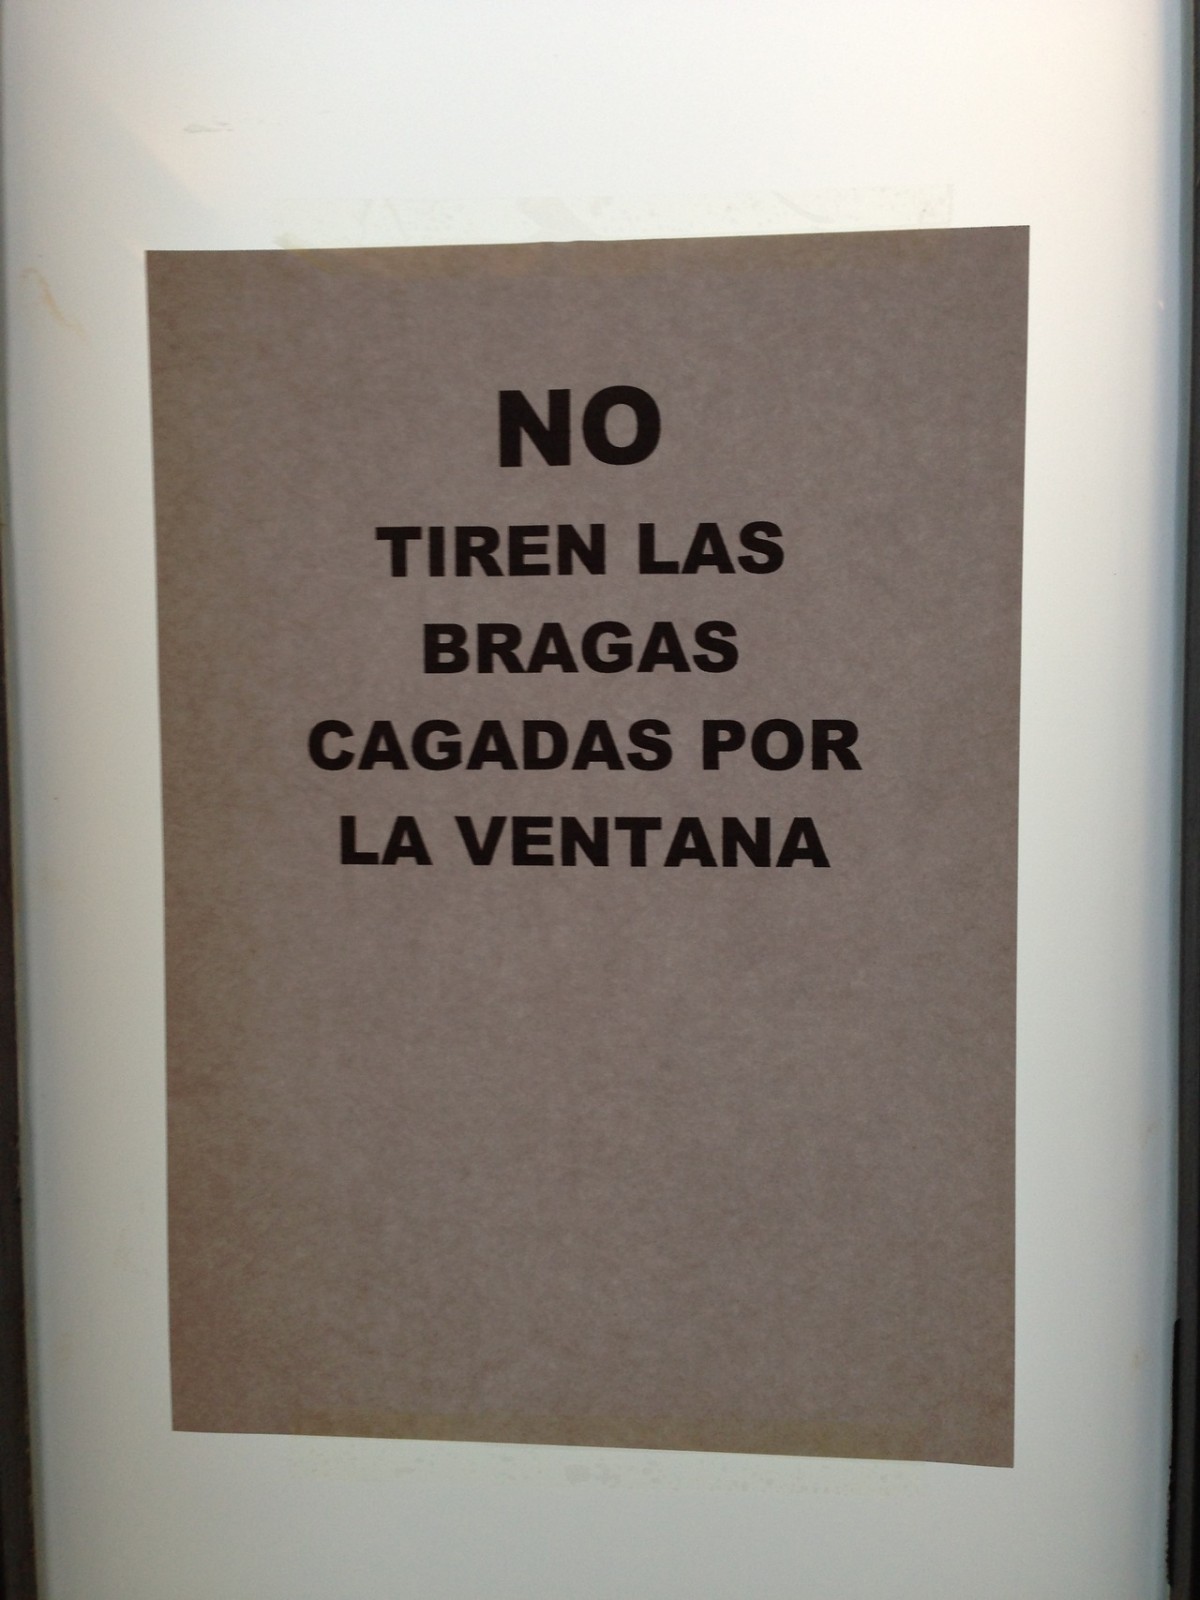 NO
TIREN LAS
BRAGAS
CAGADAS POR
LA VENTANA